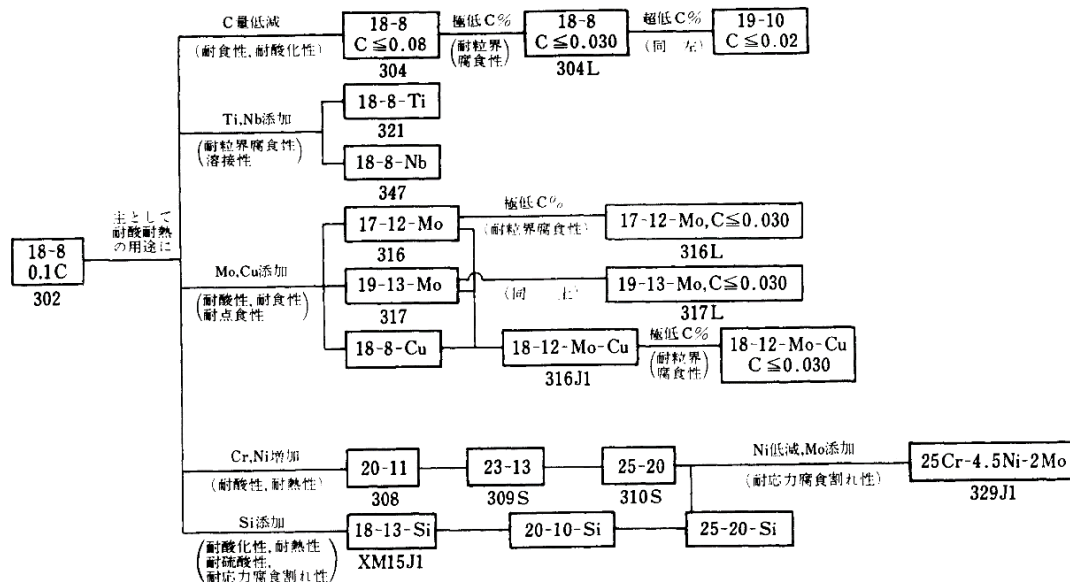 C量低減
(耐食性,耐酸化性)
18-8
C≦0.08
304
極低C%
(耐粒界
腐食性)
18-8
C≦0.030
304L
超低C%
(同 左)
19-10
C≦0.02
Ti,Nb添加
(耐粒界腐食性
溶接性)
18-8-Ti
321
18-8-Nb
347
18-8
0.1C
302
主として
耐酸耐熱
の用途に
Mo,Cu添加
(耐酸性,耐食性
耐点食性)
17-12-Mo
316
極低C%
(耐粒界腐食性)
17-12-Mo,C≦0.030
316L
19-13-Mo
317
(同 左)
19-13-Mo,C≦0.030
317L
18-8-Cu
18-12-Mo-Cu
316J1
極低C%
(耐粒界
腐食性)
18-12-Mo-Cu
C≦0.030
Cr,Ni増加
(耐酸性,耐熱性)
20-11
308
23-13
309S
25-20
310S
Ni低減,Mo添加
(耐応力腐食割れ性)
25Cr-4.5Ni-2Mo
329J1
Si添加
(耐酸化性,耐熱性
耐硫酸性,
耐応力腐食割れ性)
18-13-Si
XM15J1
20-10-Si
25-20-Si